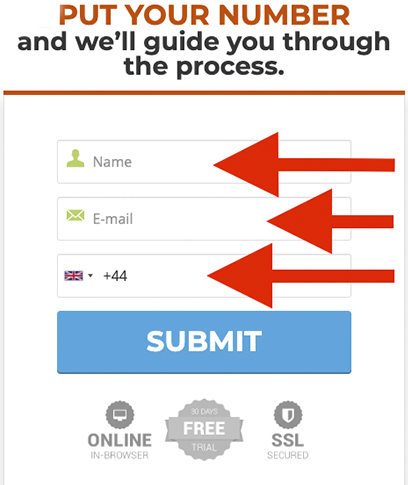 PUT YOUR NUMBER
and we'll guide you through
the process.
Name
E-mail
+44
SUBMIT
ONLINE
IN-BROWSER
30 DAYS
FREE
TRIAL
SSL
SECURED